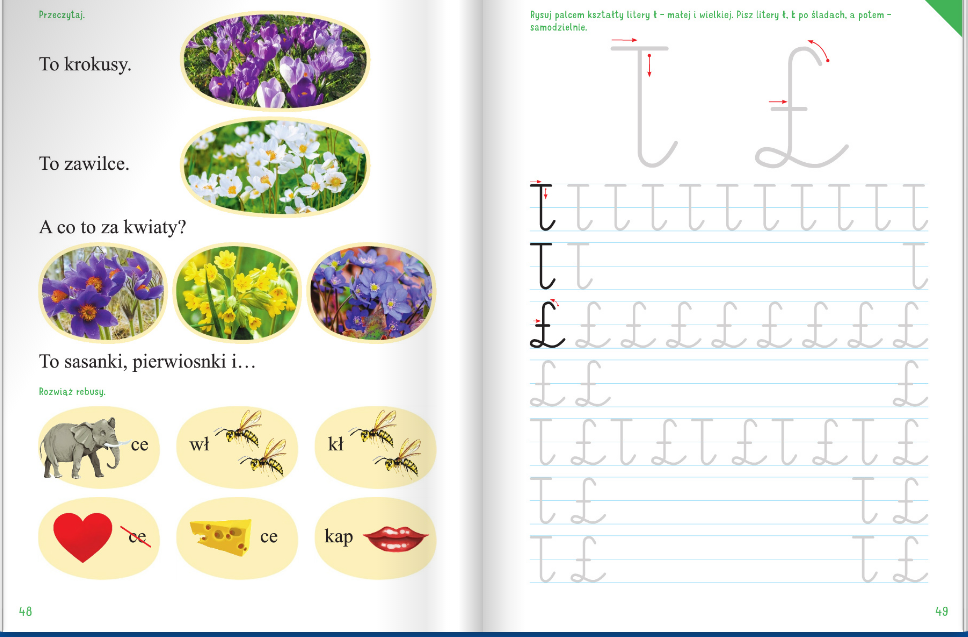 Przeczytaj.
To krokusy.
To zawilce.
A co to za kwiaty?
To sasanki, pierwiosnki i…
Rozwiąż rebusy.
ce
wł
kł
ce
ce
kap
48
Rysuj palcem kształty litery ł – małej i wielkiej. Pisz litery ł, Ł po śladach, a potem –
samodzielnie.
ł Ł
ł ł ł ł ł ł ł ł ł ł ł
ł ł ł
Ł Ł Ł Ł Ł Ł Ł Ł Ł
Ł Ł Ł
ł Ł ł Ł ł Ł ł Ł ł Ł
ł Ł ł Ł
ł Ł ł Ł
49